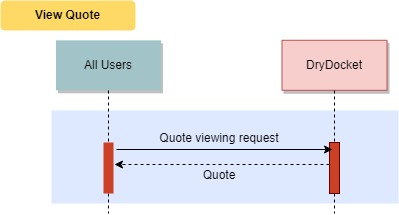 View Quote
All Users
DryDocket
Quote viewing request
Quote